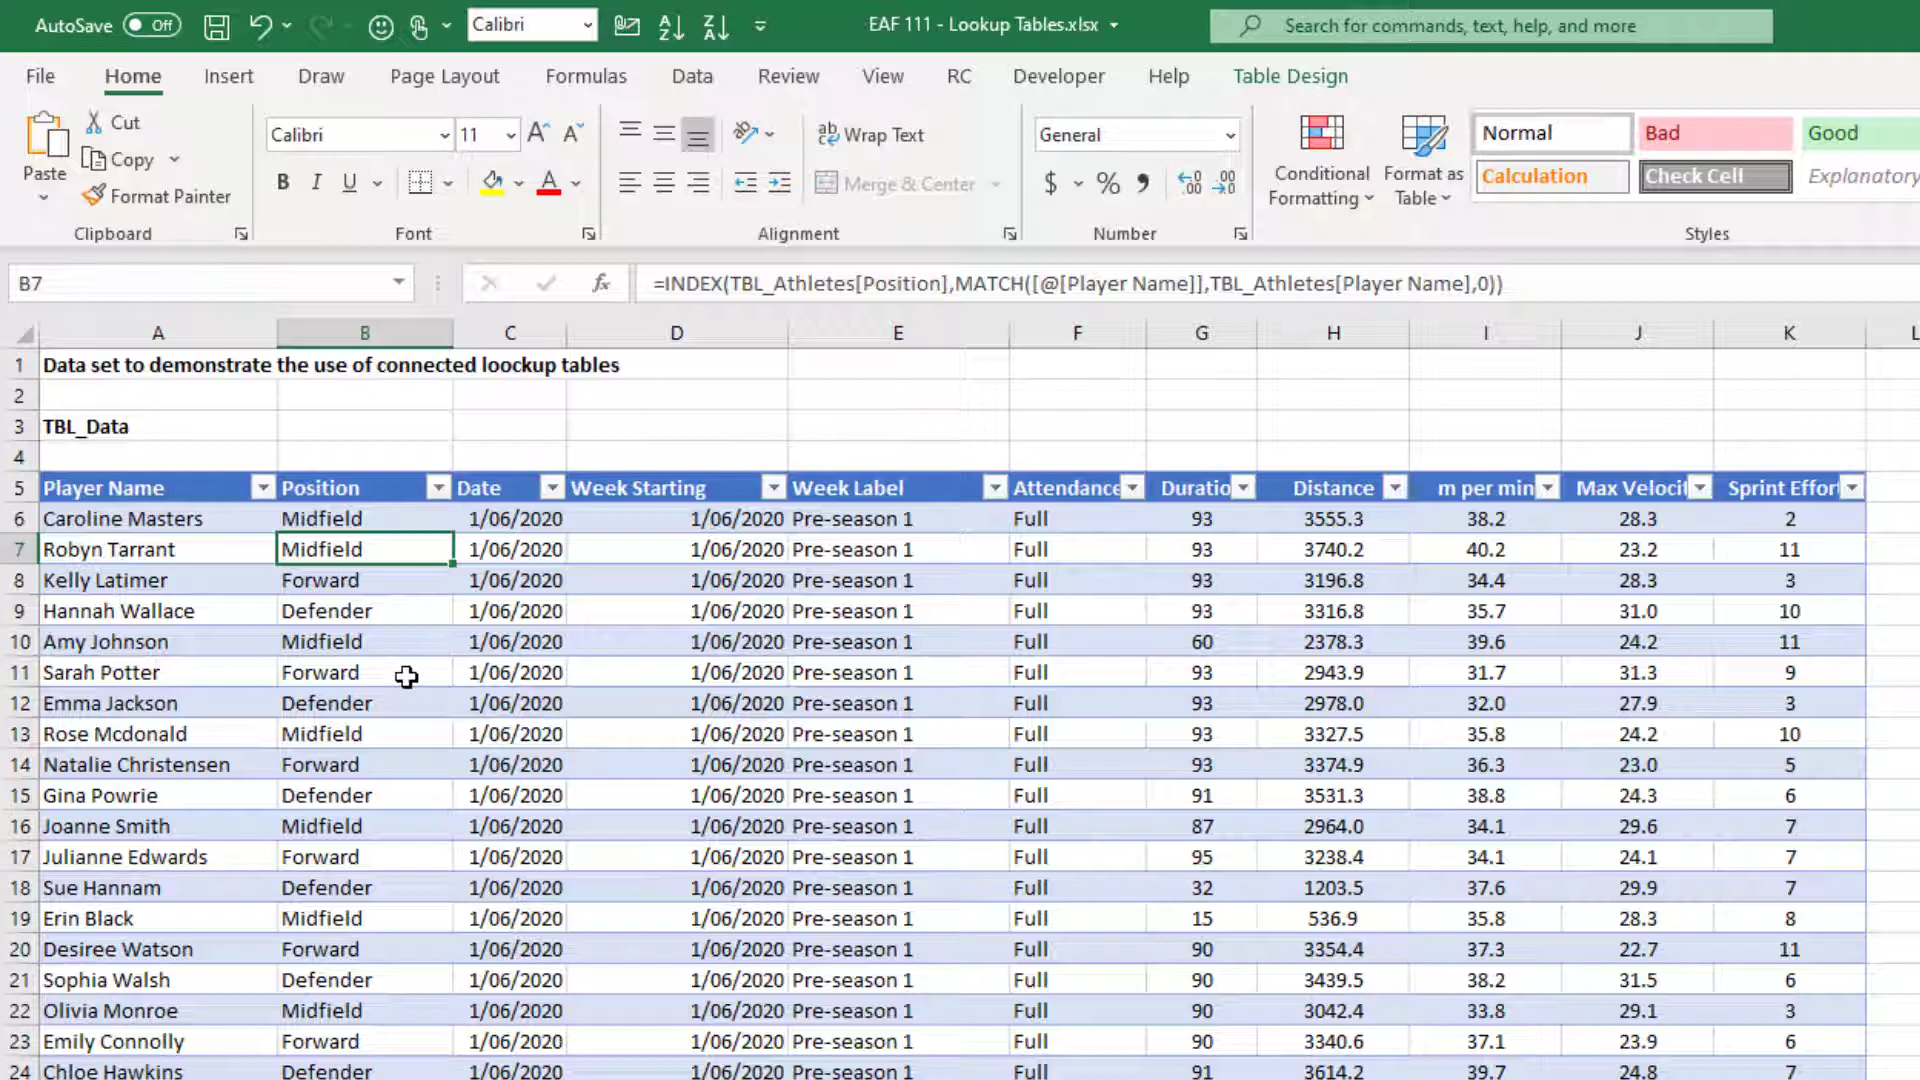 AutoSave Off Calibri EAF 111 - Lookup Tables.xlsx Search for commands, text, help, and more
File Home Insert Draw Page Layout Formulas Data Review View RC Developer Help Table Design
Paste Cut Calibri 11 Wrap Text General Conditional Formatting Format as Table Normal Bad Good
Copy Calculation Check Cell Explanatory
Format Painter Merge & Center
Clipboard Font Alignment Number Styles
B7 fx =INDEX(TBL_Athletes[Position],MATCH([@[Player Name]],TBL_Athletes[Player Name],0))
A B C D E F G H I J K L
1 Data set to demonstrate the use of connected loockup tables
2
3 TBL_Data
4
5 Player Name Position Date Week Starting Week Label Attendance Duratio Distance m per min Max Velocit Sprint Effor
6 Caroline Masters Midfield 1/06/2020 1/06/2020 Pre-season 1 Full 93 3555.3 38.2 28.3 2
7 Robyn Tarrant Midfield 1/06/2020 1/06/2020 Pre-season 1 Full 93 3740.2 40.2 23.2 11
8 Kelly Latimer Forward 1/06/2020 1/06/2020 Pre-season 1 Full 93 3196.8 34.4 28.3 3
9 Hannah Wallace Defender 1/06/2020 1/06/2020 Pre-season 1 Full 93 3316.8 35.7 31.0 10
10 Amy Johnson Midfield 1/06/2020 1/06/2020 Pre-season 1 Full 60 2378.3 39.6 24.2 11
11 Sarah Potter Forward 1/06/2020 1/06/2020 Pre-season 1 Full 93 2943.9 31.7 31.3 9
12 Emma Jackson Defender 1/06/2020 1/06/2020 Pre-season 1 Full 93 2978.0 32.0 27.9 3
13 Rose Mcdonald Midfield 1/06/2020 1/06/2020 Pre-season 1 Full 93 3327.5 35.8 24.2 10
14 Natalie Christensen Forward 1/06/2020 1/06/2020 Pre-season 1 Full 93 3374.9 36.3 23.0 5
15 Gina Powrie Defender 1/06/2020 1/06/2020 Pre-season 1 Full 91 3531.3 38.8 24.3 6
16 Joanne Smith Midfield 1/06/2020 1/06/2020 Pre-season 1 Full 87 2964.0 34.1 29.6 7
17 Julianne Edwards Forward 1/06/2020 1/06/2020 Pre-season 1 Full 95 3238.4 34.1 24.1 7
18 Sue Hannam Defender 1/06/2020 1/06/2020 Pre-season 1 Full 32 1203.5 37.6 29.9 7
19 Erin Black Midfield 1/06/2020 1/06/2020 Pre-season 1 Full 15 536.9 35.8 28.3 8
20 Desiree Watson Forward 1/06/2020 1/06/2020 Pre-season 1 Full 90 3354.4 37.3 22.7 11
21 Sophia Walsh Defender 1/06/2020 1/06/2020 Pre-season 1 Full 90 3439.5 38.2 31.5 6
22 Olivia Monroe Midfield 1/06/2020 1/06/2020 Pre-season 1 Full 90 3042.4 33.8 29.1 3
23 Emily Connolly Forward 1/06/2020 1/06/2020 Pre-season 1 Full 90 3340.6 37.1 23.9 6
24 Chloe Hawkins Defender 1/06/2020 1/06/2020 Pre-season 1 Full 91 3614.2 39.7 24.8 7